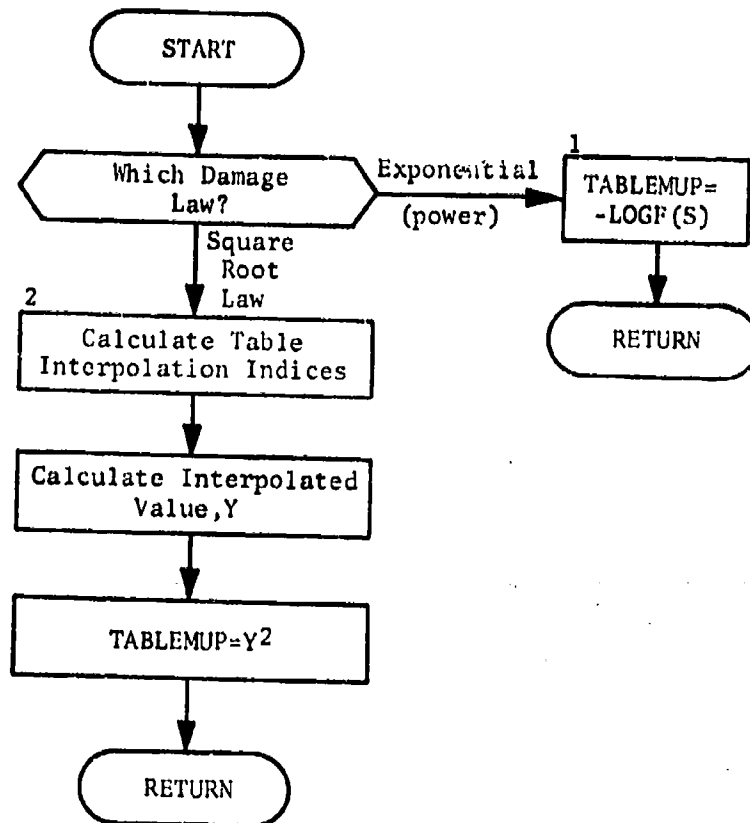 START
Which Damage
Law?
Exponential
(power)
1
TABLEMUP=
-LOGF(S)
RETURN
Square
Root
Law
2
Calculate Table
Interpolation Indices
Calculate Interpolated
Value,Y
TABLEMUP=Y²
RETURN